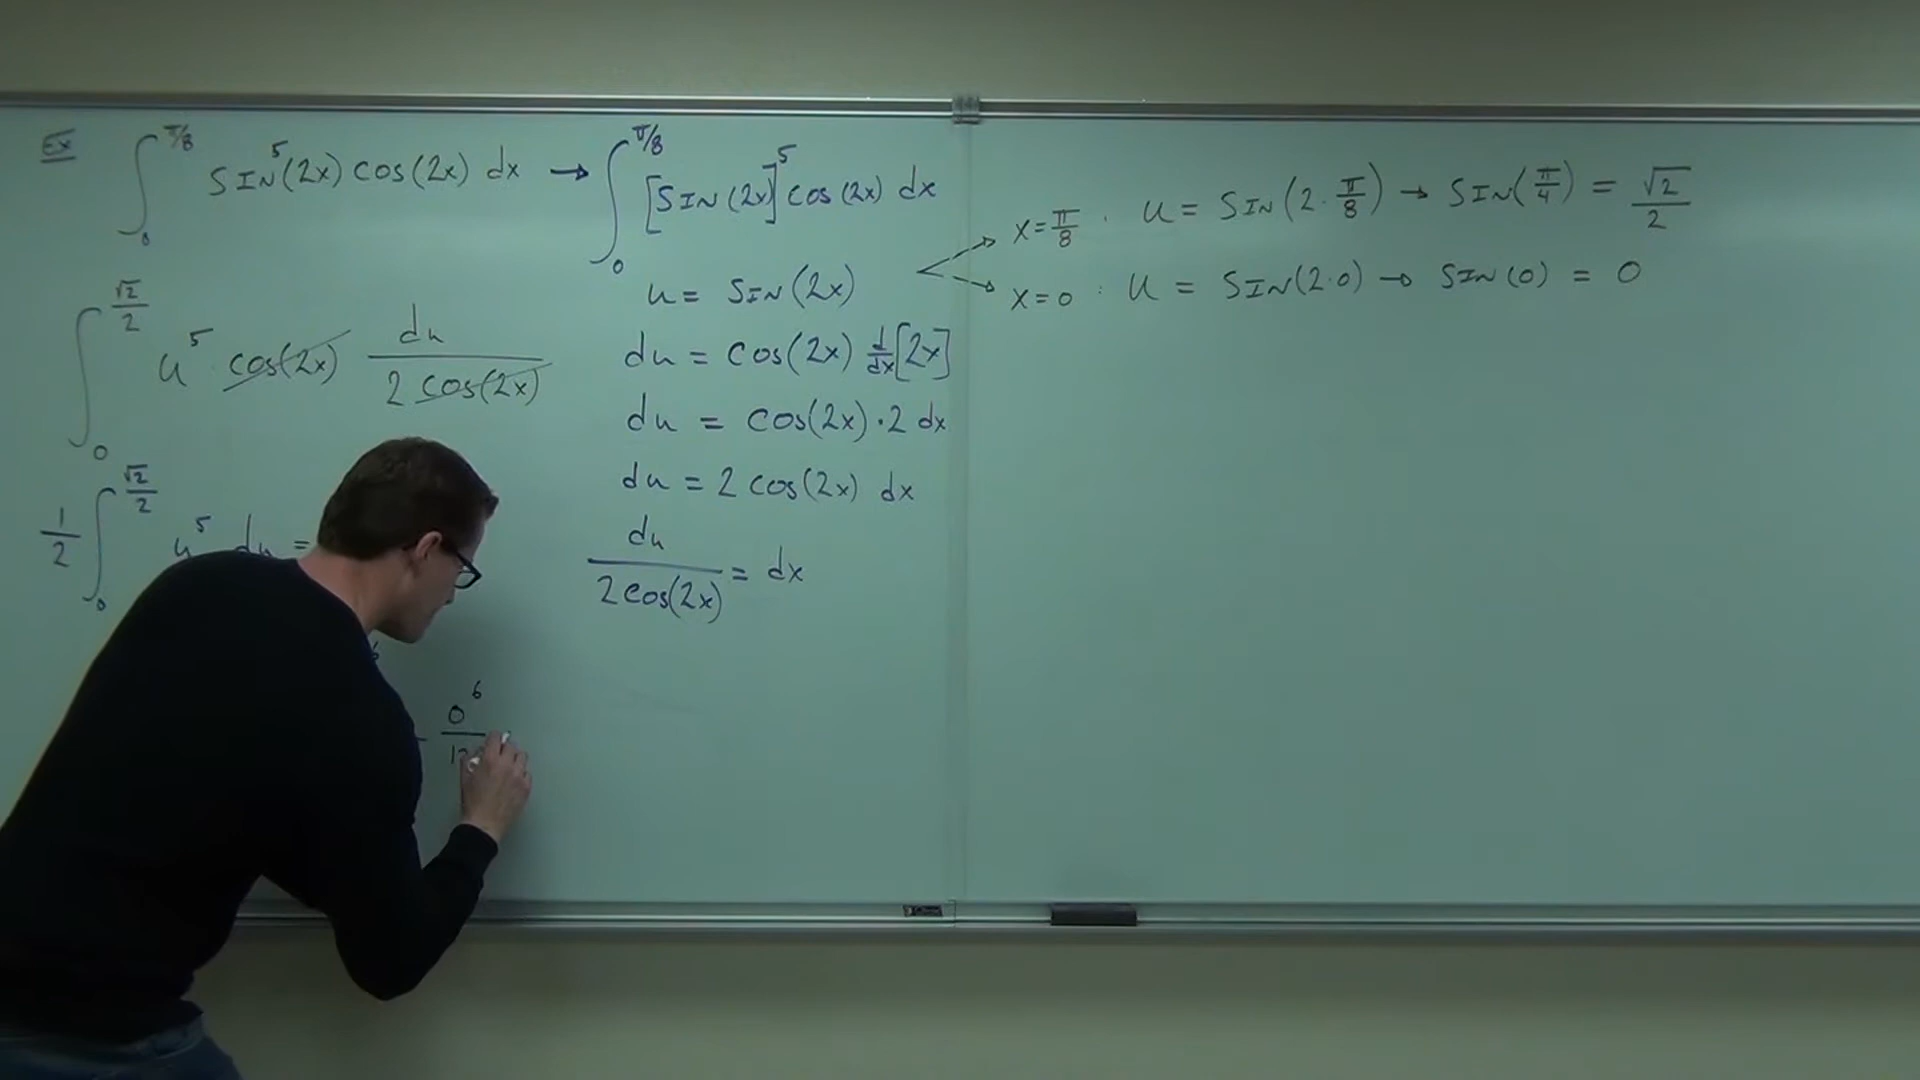 Ex ∫₀^π/8 SIN⁵(2x) cos(2x) dx → ∫₀^π/8 [SIN(2x)]⁵ cos(2x) dx
∫₀^√2/2 u⁵ · cos(2x) du/2 cos(2x)
1/2 ∫₀^√2/2 u⁵ du =
6
- 0⁶/12
u = SIN(2x)
du = cos(2x) d/dx[2x]
du = cos(2x)·2 dx
du = 2 cos(2x) dx
du/2cos(2x) = dx
x = π/8 : u = SIN(2·π/8) → SIN(π/4) = √2/2
x = 0 : u = SIN(2·0) → SIN(0) = 0